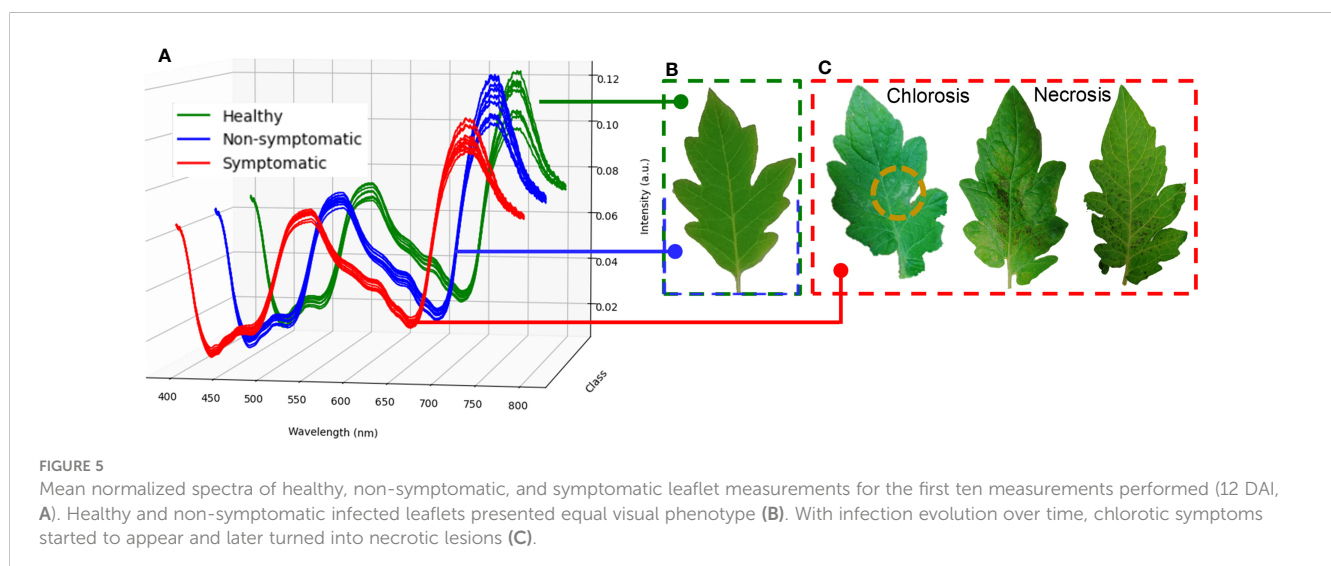 A
B
C
Healthy
Non-symptomatic
Symptomatic
0.12
0.10
0.08
0.06
0.04
0.02
Intensity (a.u.)
Class
400 450 500 550 600 650 700 750 800
Wavelength (nm)
Chlorosis
Necrosis
FIGURE 5
Mean normalized spectra of healthy, non-symptomatic, and symptomatic leaflet measurements for the first ten measurements performed (12 DAI,
A). Healthy and non-symptomatic infected leaflets presented equal visual phenotype (B). With infection evolution over time, chlorotic symptoms
started to appear and later turned into necrotic lesions (C).